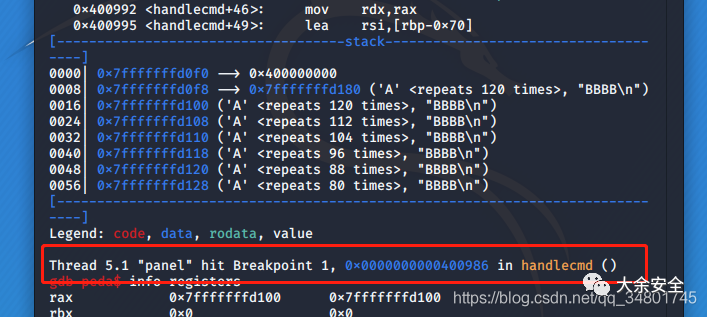 0x400992 <handlecmd+46>: mov rdx,rax
0x400995 <handlecmd+49>: lea rsi,[rbp-0x70]
[------------------------------------stack-------------------------------------
----]
0000| 0x7fffffffd0f0 --> 0x400000000
0008| 0x7fffffffd0f8 --> 0x7fffffffd180 ('A' <repeats 120 times>, "BBBB\n")
0016| 0x7fffffffd100 ('A' <repeats 120 times>, "BBBB\n")
0024| 0x7fffffffd108 ('A' <repeats 112 times>, "BBBB\n")
0032| 0x7fffffffd110 ('A' <repeats 104 times>, "BBBB\n")
0040| 0x7fffffffd118 ('A' <repeats 96 times>, "BBBB\n")
0048| 0x7fffffffd120 ('A' <repeats 88 times>, "BBBB\n")
0056| 0x7fffffffd128 ('A' <repeats 80 times>, "BBBB\n")
[------------------------------------------------------------------------------
----]
Legend: code, data, rodata, value
Thread 5.1 "panel" hit Breakpoint 1, 0x0000000000400986 in handlecmd ()
gdb-peda$ info registers
rax 0x7fffffffd100 0x7fffffffd100
rbx 0x0 0x0
大余安全
https://blog.csdn.net/qq_34801745